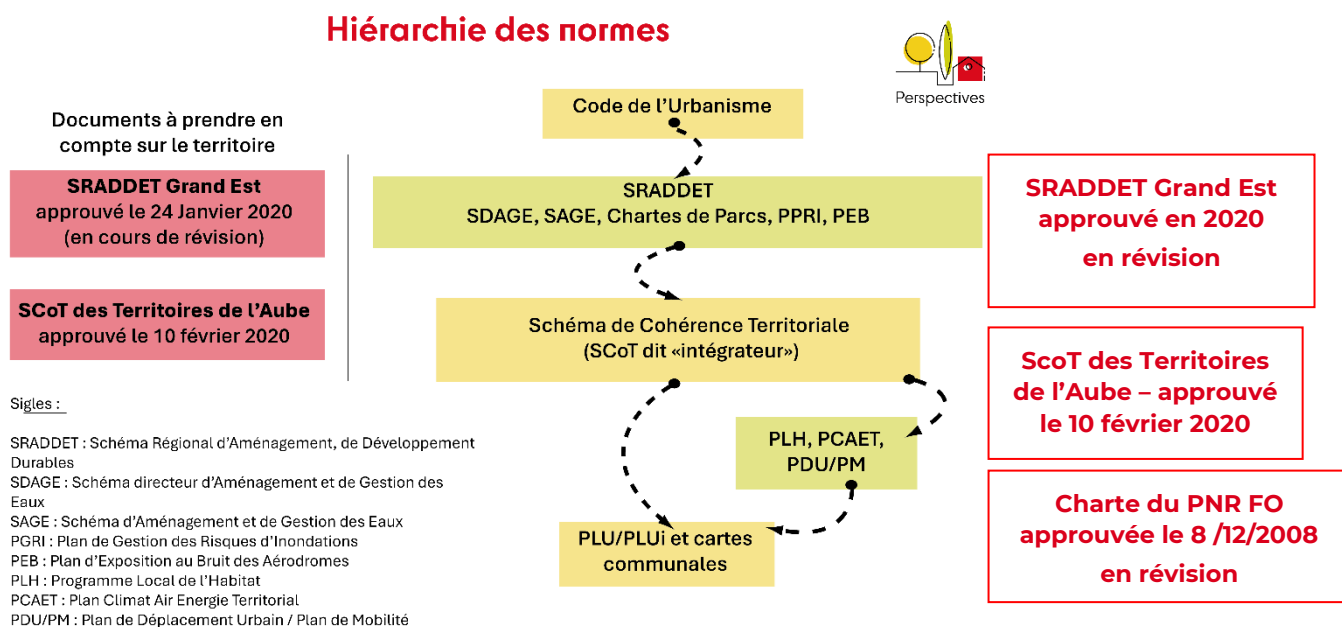 Hiérarchie des normes
Perspectives
Documents à prendre en
compte sur le territoire
SRADDET Grand Est
approuvé le 24 Janvier 2020
(en cours de révision)
SCoT des Territoires de l'Aube
approuvé le 10 février 2020
Sigles :
SRADDET : Schéma Régional d'Aménagement, de Développement
Durables
SDAGE : Schéma directeur d'Aménagement et de Gestion des
Eaux
SAGE : Schéma d'Aménagement et de Gestion des Eaux
PGRI : Plan de Gestion des Risques d'Inondations
PEB : Plan d'Exposition au Bruit des Aérodromes
PLH : Programme Local de l'Habitat
PCAET : Plan Climat Air Energie Territorial
PDU/PM : Plan de Déplacement Urbain / Plan de Mobilité
Code de l'Urbanisme
SRADDET
SDAGE, SAGE, Chartes de Parcs, PPRI, PEB
Schéma de Cohérence Territoriale
(SCoT dit «intégrateur»)
PLH, PCAET,
PDU/PM
PLU/PLUi et cartes
communales
SRADDET Grand Est
approuvé en 2020
en révision
ScoT des Territoires
de l'Aube – approuvé
le 10 février 2020
Charte du PNR FO
approuvée le 8 /12/2008
en révision